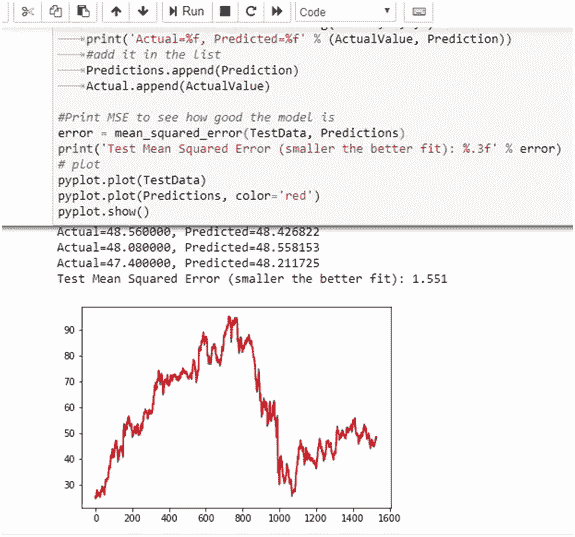 Run
Code
print('Actual=%f, Predicted=%f' % (ActualValue, Prediction))
#add it in the list
Predictions.append(Prediction)
Actual.append(ActualValue)
#Print MSE to see how good the model is
error = mean_squared_error(TestData, Predictions)
print('Test Mean Squared Error (smaller the better fit): %.3f' % error)
# plot
pyplot.plot(TestData)
pyplot.plot(Predictions, color='red')
pyplot.show()
Actual=48.560000, Predicted=48.426822
Actual=48.080000, Predicted=48.558153
Actual=47.400000, Predicted=48.211725
Test Mean Squared Error (smaller the better fit): 1.551
90
80
70
60
50
40
30
0 200 400 600 800 1000 1200 1400 1600